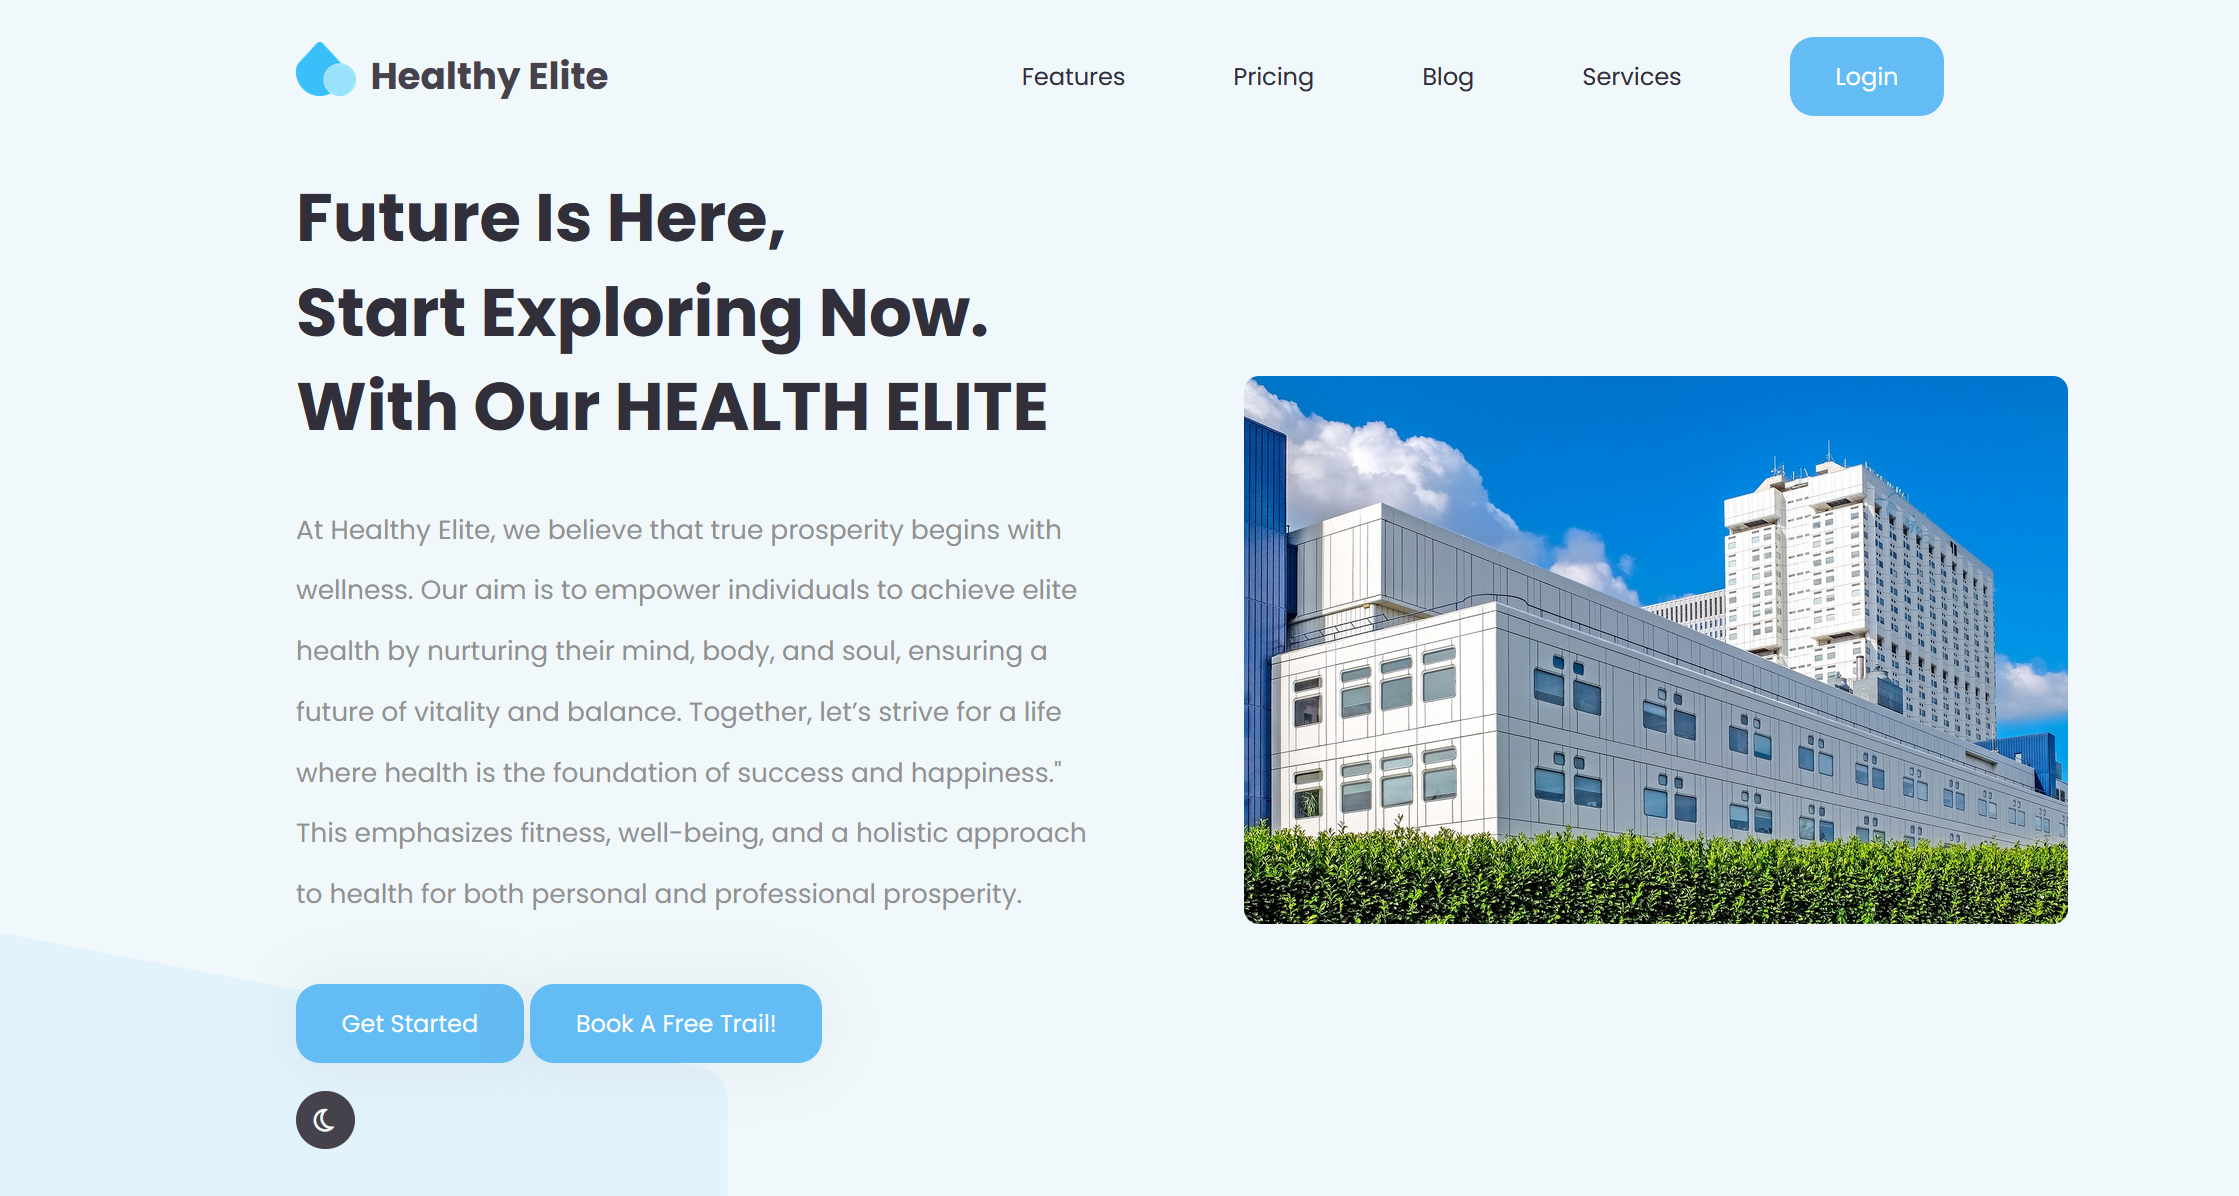 Healthy Elite
Features
Pricing
Blog
Services
Login
Future Is Here,
Start Exploring Now.
With Our HEALTH ELITE
At Healthy Elite, we believe that true prosperity begins with
wellness. Our aim is to empower individuals to achieve elite
health by nurturing their mind, body, and soul, ensuring a
future of vitality and balance. Together, let’s strive for a life
where health is the foundation of success and happiness."
This emphasizes fitness, well-being, and a holistic approach
to health for both personal and professional prosperity.
Get Started
Book A Free Trail!